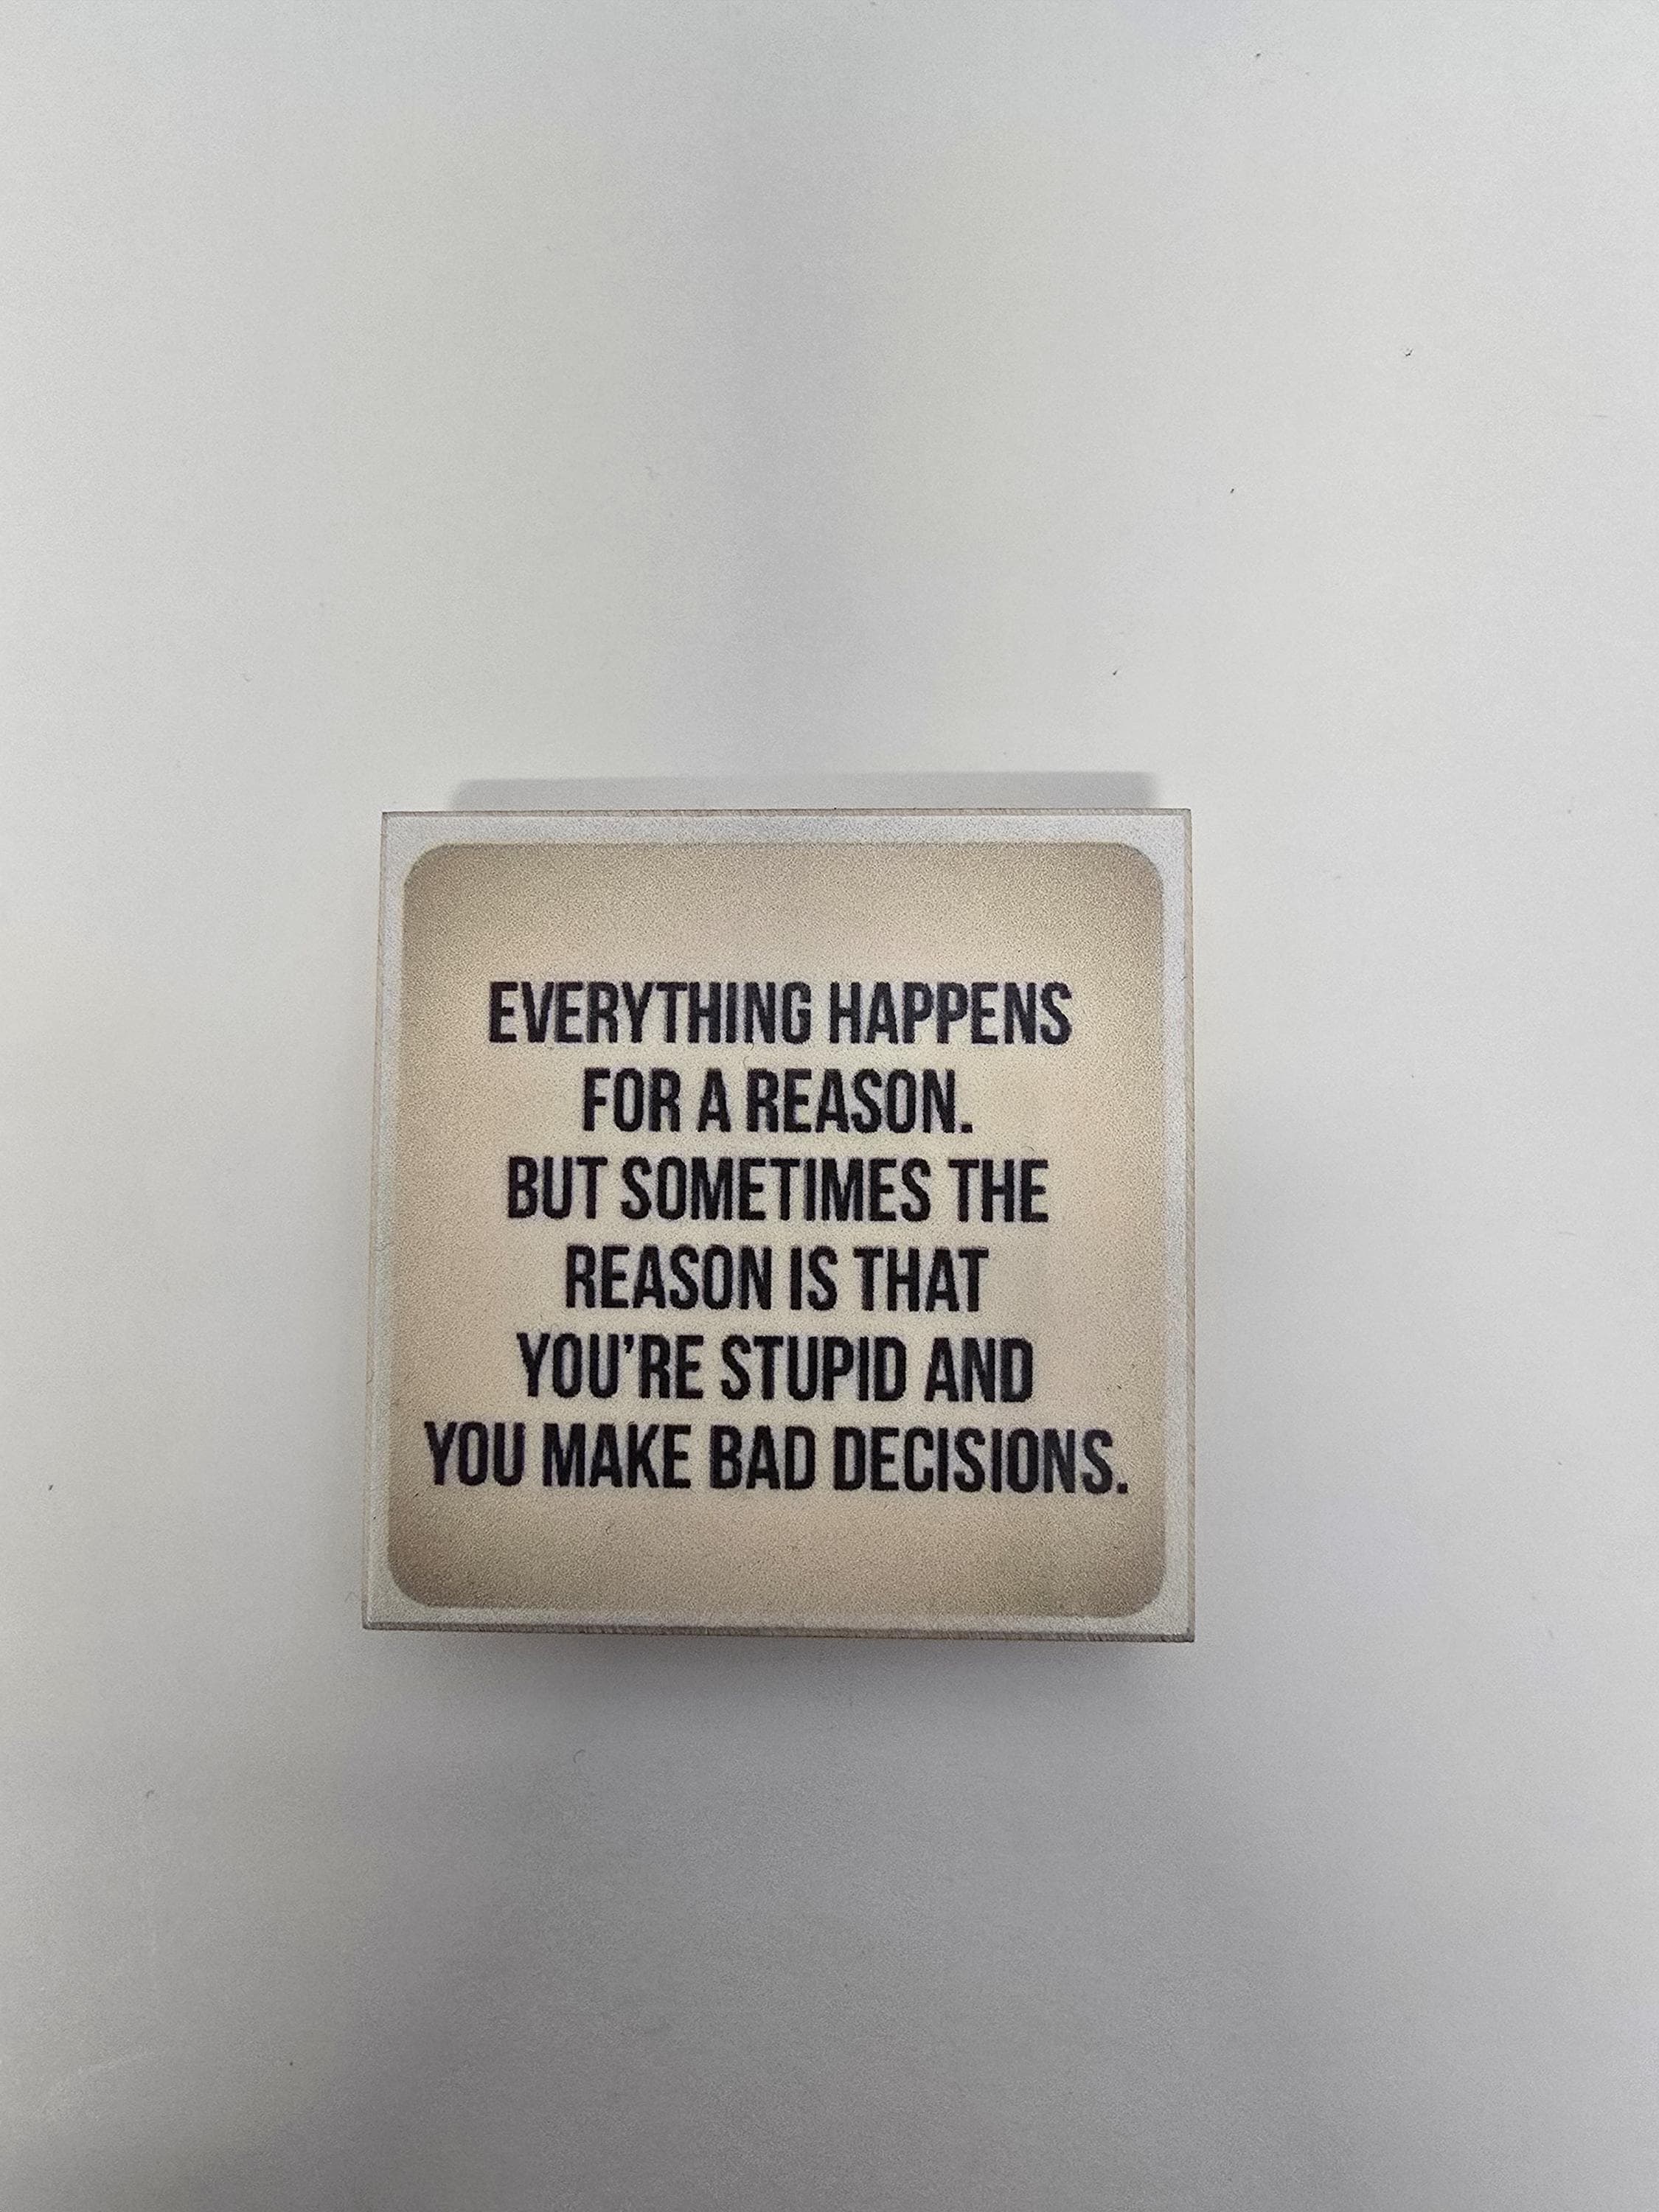 EVERYTHING HAPPENS
FOR A REASON.
BUT SOMETIMES THE
REASON IS THAT
YOU'RE STUPID AND
YOU MAKE BAD DECISIONS.